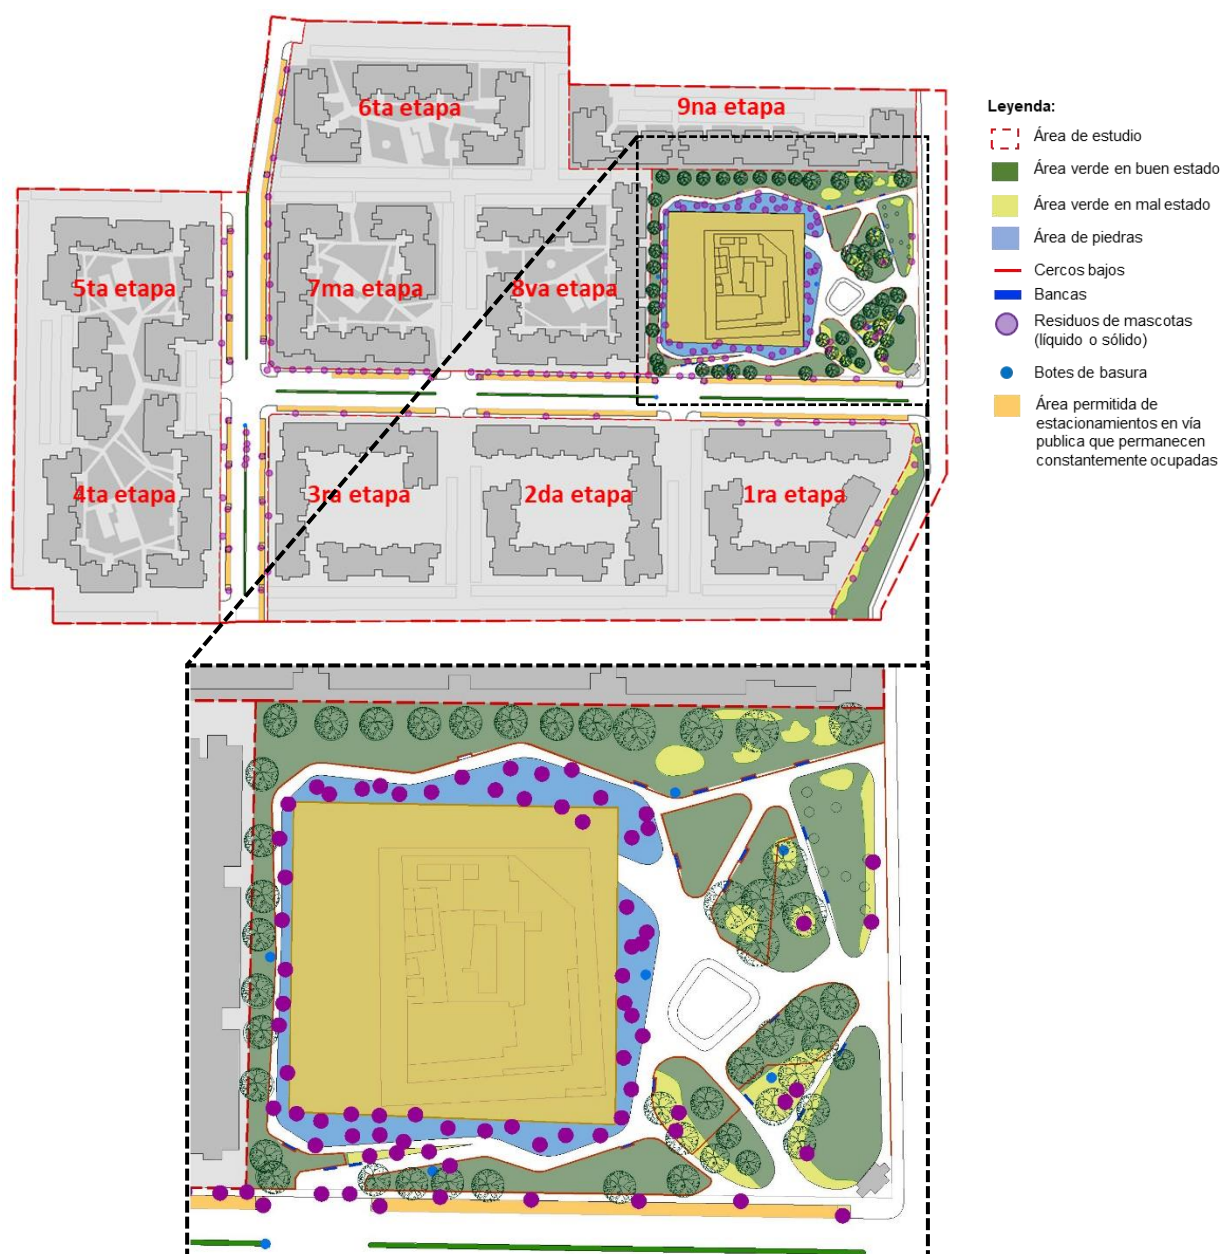 6ta etapa
9na etapa
5ta etapa
7ma etapa
8va etapa
4ta etapa
3ra etapa
2da etapa
1ra etapa
Leyenda:
Área de estudio
Área verde en buen estado
Área verde en mal estado
Área de piedras
Cercos bajos
Bancas
Residuos de mascotas
(líquido o sólido)
Botes de basura
Área permitida de
estacionamientos en vía
publica que permanecen
constantemente ocupadas